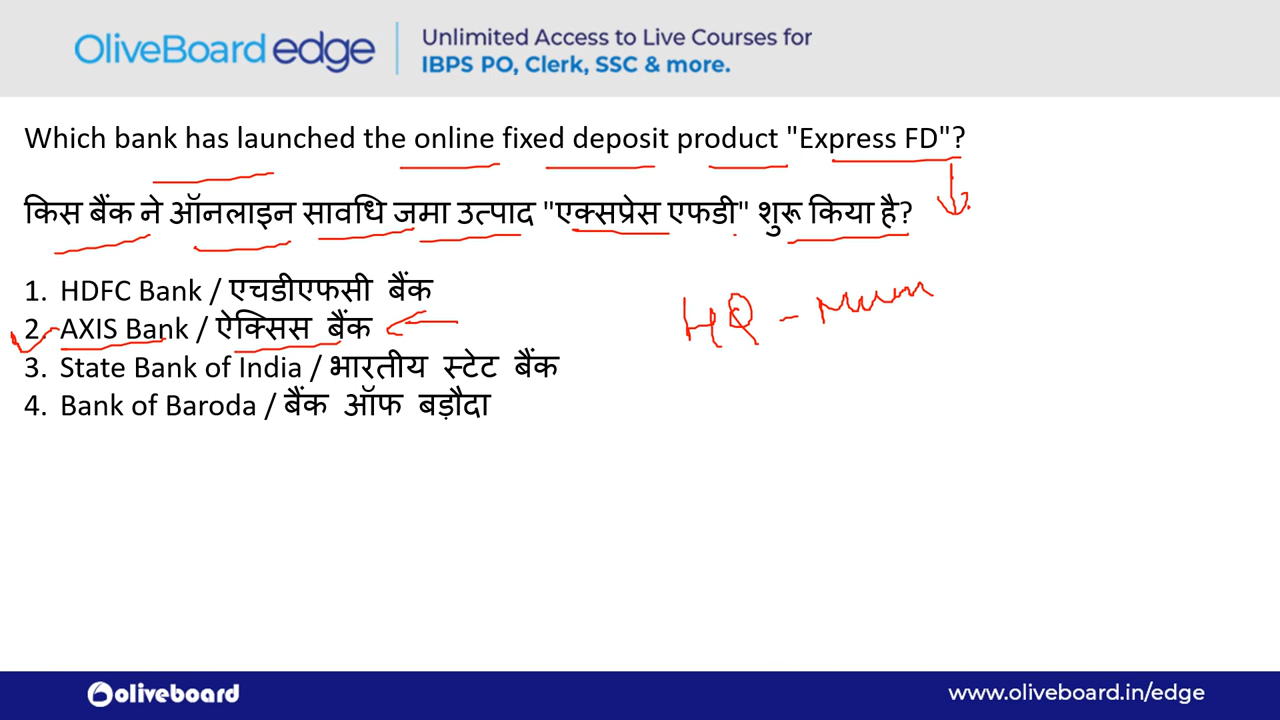 OliveBoard edge
Unlimited Access to Live Courses for
IBPS PO, Clerk, SSC & more.
Which bank has launched the online fixed deposit product "Express FD"?
किस बैंक ने ऑनलाइन सावधि जमा उत्पाद "एक्सप्रेस एफडी" शुरू किया है?
1. HDFC Bank / एचडीएफसी बैंक
2. AXIS Bank / ऐक्सिस बैंक
3. State Bank of India / भारतीय स्टेट बैंक
4. Bank of Baroda / बैंक ऑफ बड़ौदा
HQ -
oliveboard
www.oliveboard.in/edge